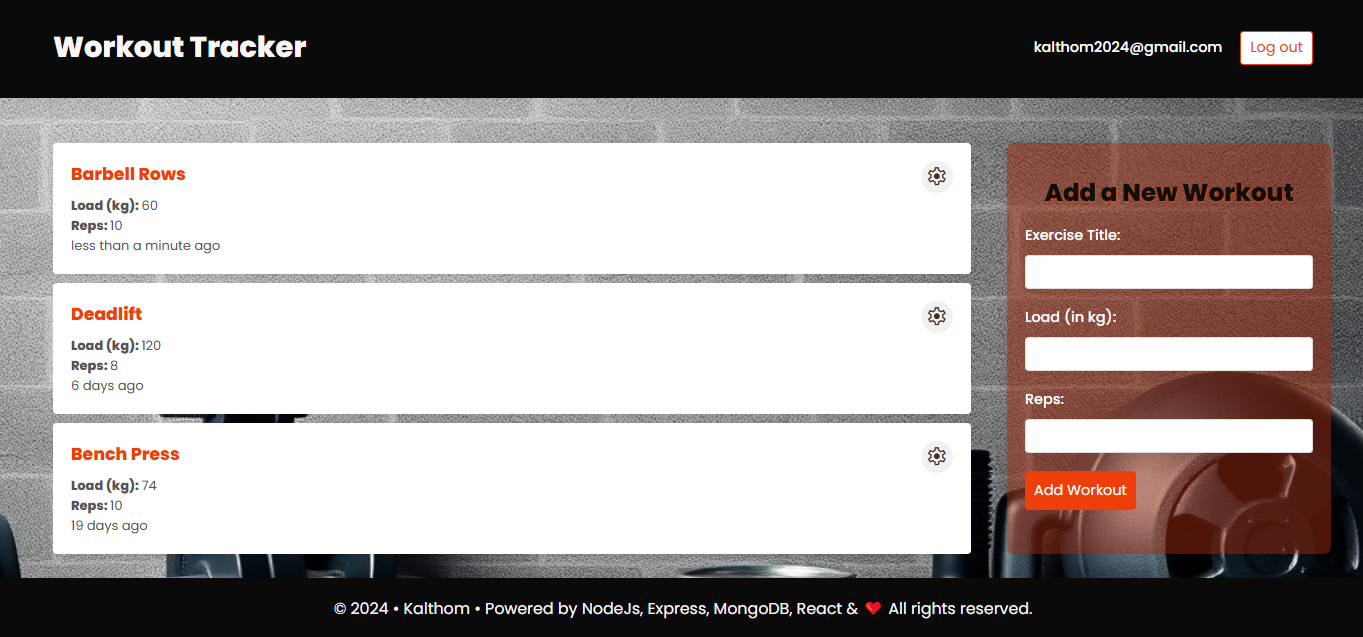 Workout Tracker
kalthom2024@gmail.com
Log out
Barbell Rows
Load (kg): 60
Reps: 10
less than a minute ago
Deadlift
Load (kg): 120
Reps: 8
6 days ago
Bench Press
Load (kg): 74
Reps: 10
19 days ago
Add a New Workout
Exercise Title:
Load (in kg):
Reps:
Add Workout
© 2024 • Kalthom • Powered by NodeJs, Express, MongoDB, React & ❤ All rights reserved.